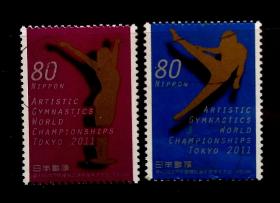 80
NIPPON
ARTISTIC
GYMNASTICS
WORLD
CHAMPIONSHIPS
TOKYO 2011
日本郵便
80
NIPPON
ARTISTIC
GYMNASTICS
WORLD
CHAMPIONSHIPS
TOKYO 2011
日本郵便